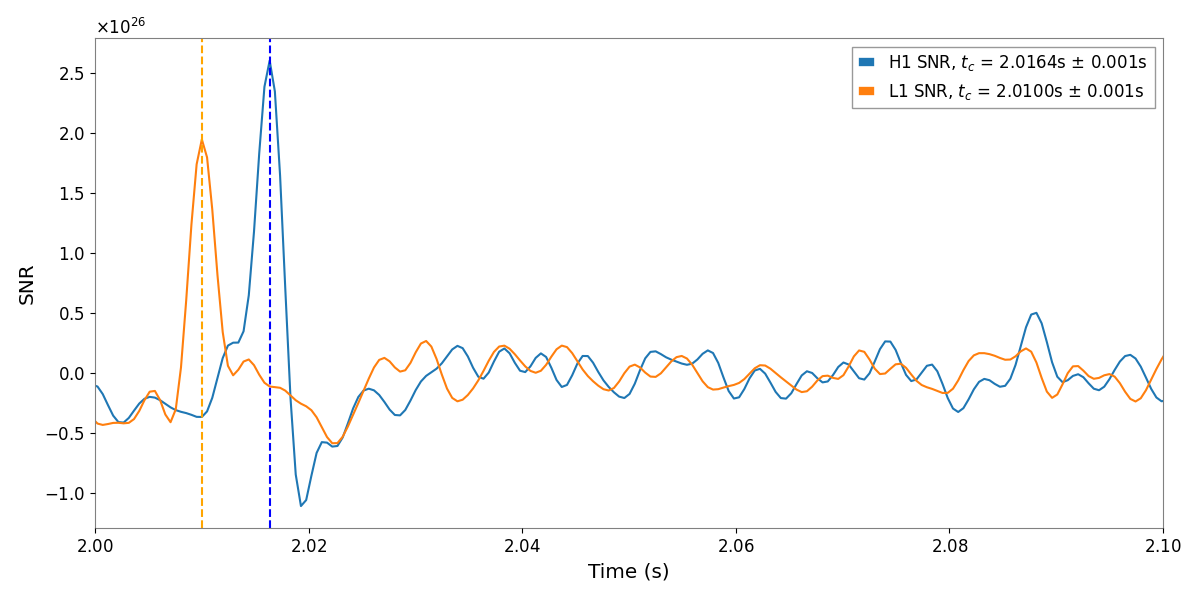 ×10²⁶
H1 SNR, t_c = 2.0164s ± 0.001s
L1 SNR, t_c = 2.0100s ± 0.001s
2.5
2.0
1.5
1.0
0.5
0.0
−0.5
−1.0
SNR
2.00 2.02 2.04 2.06 2.08 2.10
Time (s)